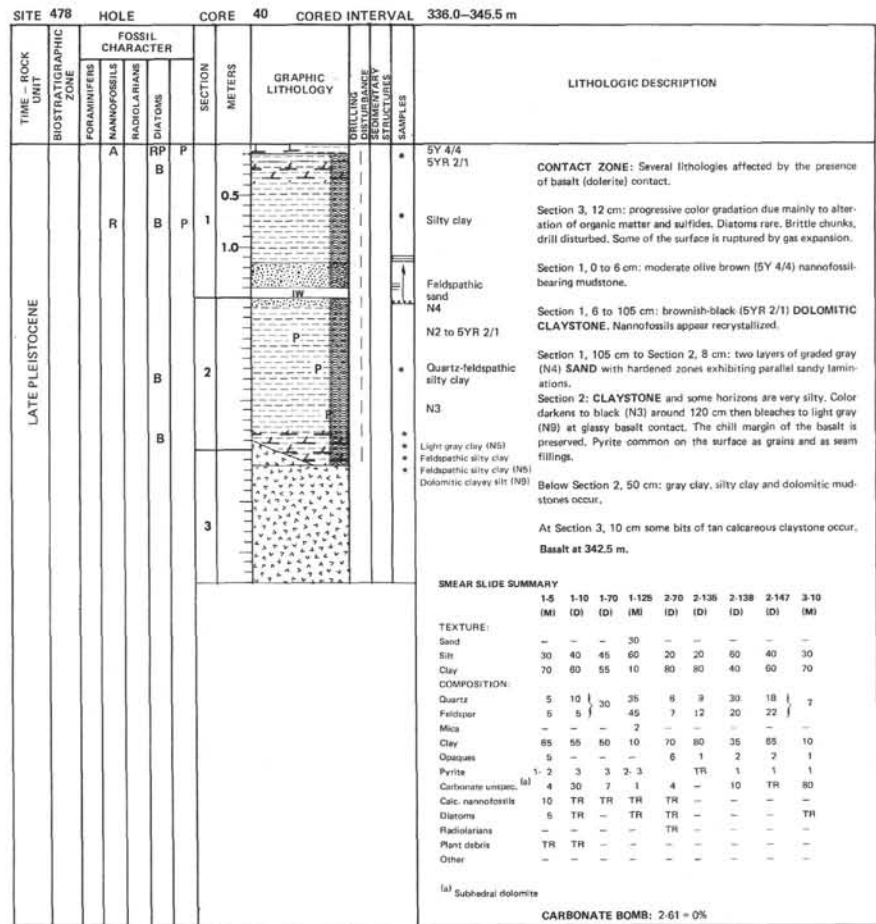 SITE 478 HOLE CORE 40 CORED INTERVAL 336.0–345.5 m
TIME – ROCK UNIT
BIOSTRATIGRAPHIC ZONE
FOSSIL CHARACTER
FORAMINIFERS
NANNOFOSSILS
RADIOLARIANS
DIATOMS
SECTION
METERS
GRAPHIC LITHOLOGY
DRILLING DISTURBANCE
SEDIMENTARY STRUCTURES
SAMPLES
LITHOLOGIC DESCRIPTION
LATE PLEISTOCENE
A RP P
B
R B P
B
B
0.5
1
1.0
2
3
IW
P
P
P
5Y 4/4
5YR 2/1
Silty clay
Feldspathic
sand
N4
N2 to 5YR 2/1
Quartz-feldspathic
silty clay
N3
Light gray clay (N5)
Feldspathic silty clay
Feldspathic silty clay (N5)
Dolomitic clayey silt (N9)
CONTACT ZONE: Several lithologies affected by the presence
of basalt (dolerite) contact.
Section 3, 12 cm: progressive color gradation due mainly to alter-
ation of organic matter and sulfides. Diatoms rare. Brittle chunks,
drill disturbed. Some of the surface is ruptured by gas expansion.
Section 1, 0 to 6 cm: moderate olive brown (5Y 4/4) nannofossil-
bearing mudstone.
Section 1, 6 to 105 cm: brownish-black (5YR 2/1) DOLOMITIC
CLAYSTONE. Nannofossils appear recrystallized.
Section 1, 105 cm to Section 2, 8 cm: two layers of graded gray
(N4) SAND with hardened zones exhibiting parallel sandy lamin-
ations.
Section 2: CLAYSTONE and some horizons are very silty. Color
darkens to black (N3) around 120 cm then bleaches to light gray
(N9) at glassy basalt contact. The chill margin of the basalt is
preserved. Pyrite common on the surface as grains and as seam
fillings.
Below Section 2, 50 cm: gray clay, silty clay and dolomitic mud-
stones occur.
At Section 3, 10 cm some bits of tan calcareous claystone occur.
Basalt at 342.5 m.
SMEAR SLIDE SUMMARY
1-5 1-10 1-70 1-125 2-70 2-135 2-138 2-147 3-10
(M) (D) (D) (M) (D) (D) (D) (D) (M)
TEXTURE:
Sand – – – 30 – – – – –
Silt 30 40 45 60 20 20 60 40 30
Clay 70 60 55 10 80 80 40 60 70
COMPOSITION:
Quartz 5 10 } 30 35 6 9 30 18 } 7
Feldspar 5 5 } 45 7 12 20 22 }
Mica – – – 2 – – – – –
Clay 65 55 60 10 70 80 35 65 10
Opaques 5 – – – 6 1 2 2 1
Pyrite 1- 2 3 3 2- 3 TR 1 1 1
Carbonate unspec. (a) 4 30 7 1 4 – 10 TR 80
Calc. nannofossils 10 TR TR TR TR – – – –
Diatoms 5 TR – TR TR – – – TR
Radiolarians – – – – TR – – – –
Plant debris TR TR – – – – – – –
Other – – – – – – – – –
(a) Subhedral dolomite
CARBONATE BOMB: 2-61 = 0%